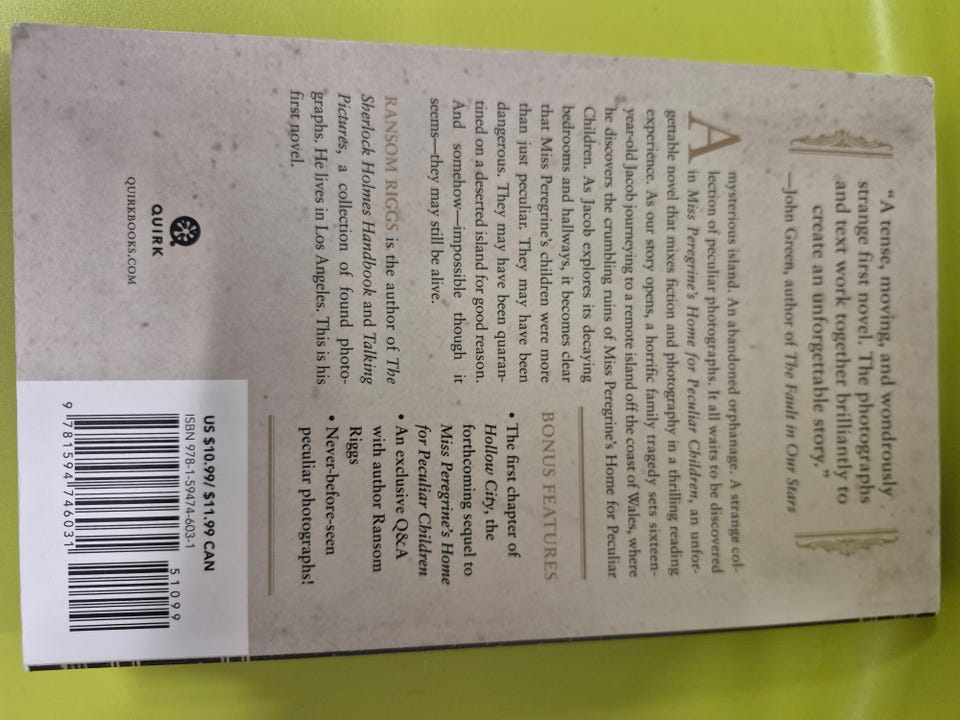 “A tense, moving, and wondrously
strange first novel. The photographs
and text work together brilliantly to
create an unforgettable story.”
—John Green, author of The Fault in Our Stars
A mysterious island. An abandoned orphanage. A strange col-
lection of peculiar photographs. It all waits to be discovered
in Miss Peregrine’s Home for Peculiar Children, an unfor-
gettable novel that mixes fiction and photography in a thrilling reading
experience. As our story opens, a horrific family tragedy sets sixteen-
year-old Jacob journeying to a remote island off the coast of Wales, where
he discovers the crumbling ruins of Miss Peregrine’s Home for Peculiar
Children. As Jacob explores its decaying
bedrooms and hallways, it becomes clear
that Miss Peregrine’s children were more
than just peculiar. They may have been
dangerous. They may have been quaran-
tined on a deserted island for good reason.
And somehow—impossible though it
seems—they may still be alive.
RANSOM RIGGS is the author of The
Sherlock Holmes Handbook and Talking
Pictures, a collection of found photo-
graphs. He lives in Los Angeles. This is his
first novel.
BONUS FEATURES
• The first chapter of
Hollow City, the
forthcoming sequel to
Miss Peregrine’s Home
for Peculiar Children
• An exclusive Q&A
with author Ransom
Riggs
• Never-before-seen
peculiar photographs!
QUIRK
QUIRKBOOKS.COM
US $10.99/ $11.99 CAN
ISBN 978-1-59474-603-1
9 781594 746031
51099